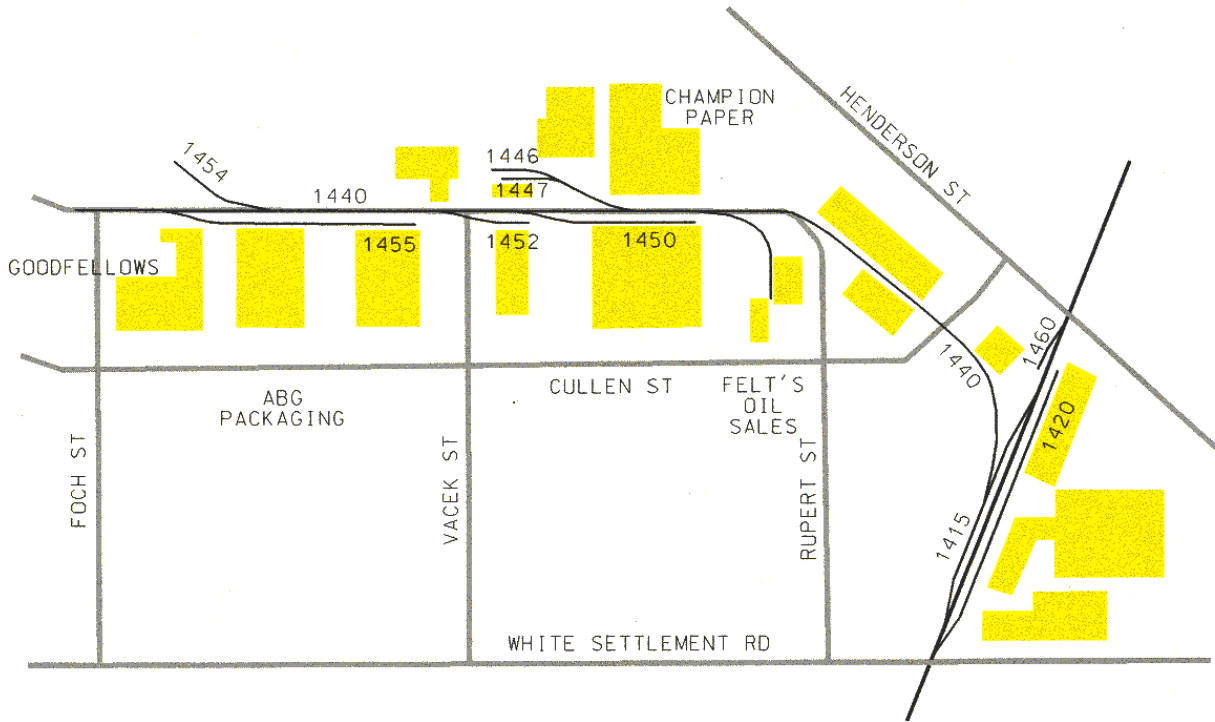 HENDERSON ST
CHAMPION
PAPER
1454
1446
1447
1440
1455
1452
1450
GOODFELLOWS
1460
1440
ABG
PACKAGING
CULLEN ST
FELT'S
OIL
SALES
1420
FOCH ST
VACEK ST
RUPERT ST
1415
WHITE SETTLEMENT RD